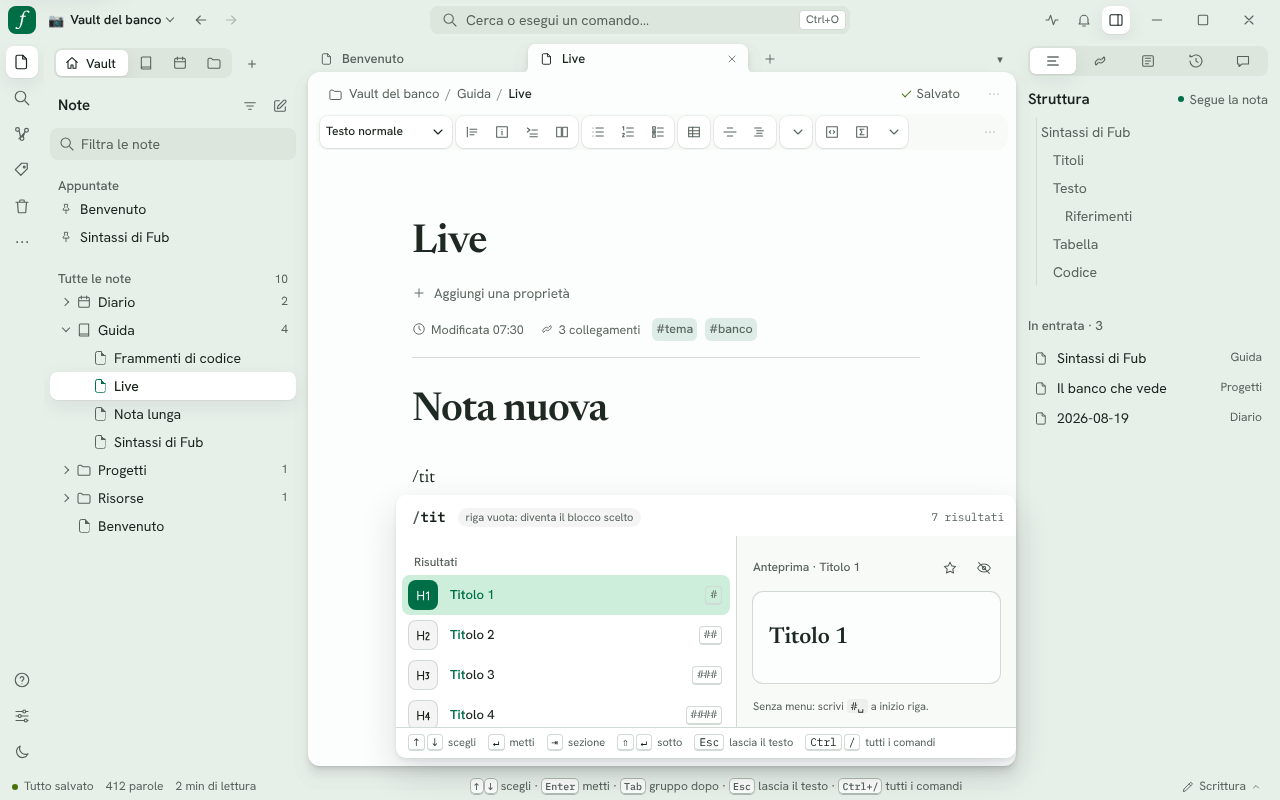 Vault del banco
Cerca o esegui un comando…
Ctrl+O
Vault
Benvenuto
Live
Note
Filtra le note
Appuntate
Benvenuto
Sintassi di Fub
Tutte le note 10
Diario 2
Guida 4
Frammenti di codice
Live
Nota lunga
Sintassi di Fub
Progetti 1
Risorse 1
Benvenuto
Vault del banco / Guida / Live
Salvato
Testo normale
Live
Aggiungi una proprietà
Modificata 07:30 3 collegamenti #tema #banco
Nota nuova
/tit
/tit riga vuota: diventa il blocco scelto 7 risultati
Risultati
H1 Titolo 1 #
H2 Titolo 2 ##
H3 Titolo 3 ###
H4 Titolo 4 ####
Anteprima · Titolo 1
Titolo 1
Senza menu: scrivi #␣ a inizio riga.
↑ ↓ scegli ↵ metti ⇥ sezione ⇧ ↵ sotto Esc lascia il testo Ctrl / tutti i comandi
Struttura
Segue la nota
Sintassi di Fub
Titoli
Testo
Riferimenti
Tabella
Codice
In entrata · 3
Sintassi di Fub Guida
Il banco che vede Progetti
2026-08-19 Diario
Tutto salvato 412 parole 2 min di lettura
↑ ↓ scegli · Enter metti · Tab gruppo dopo · Esc lascia il testo · Ctrl+/ tutti i comandi
Scrittura